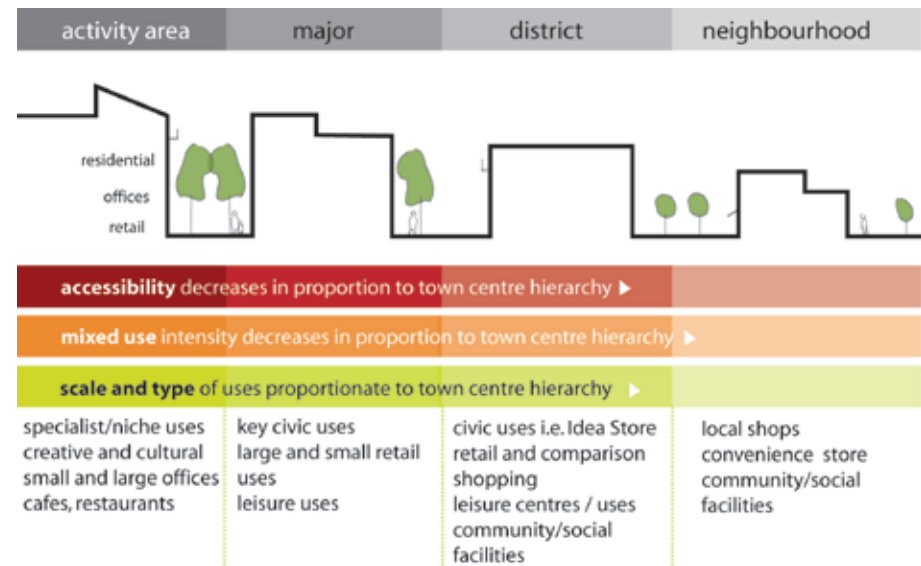 activity area
major
district
neighbourhood
residential
offices
retail
accessibility decreases in proportion to town centre hierarchy
mixed use intensity decreases in proportion to town centre hierarchy
scale and type of uses proportionate to town centre hierarchy
specialist/niche uses
creative and cultural
small and large offices
cafes, restaurants
key civic uses
large and small retail
uses
leisure uses
civic uses i.e. Idea Store
retail and comparison
shopping
leisure centres / uses
community/social
facilities
local shops
convenience store
community/social
facilities